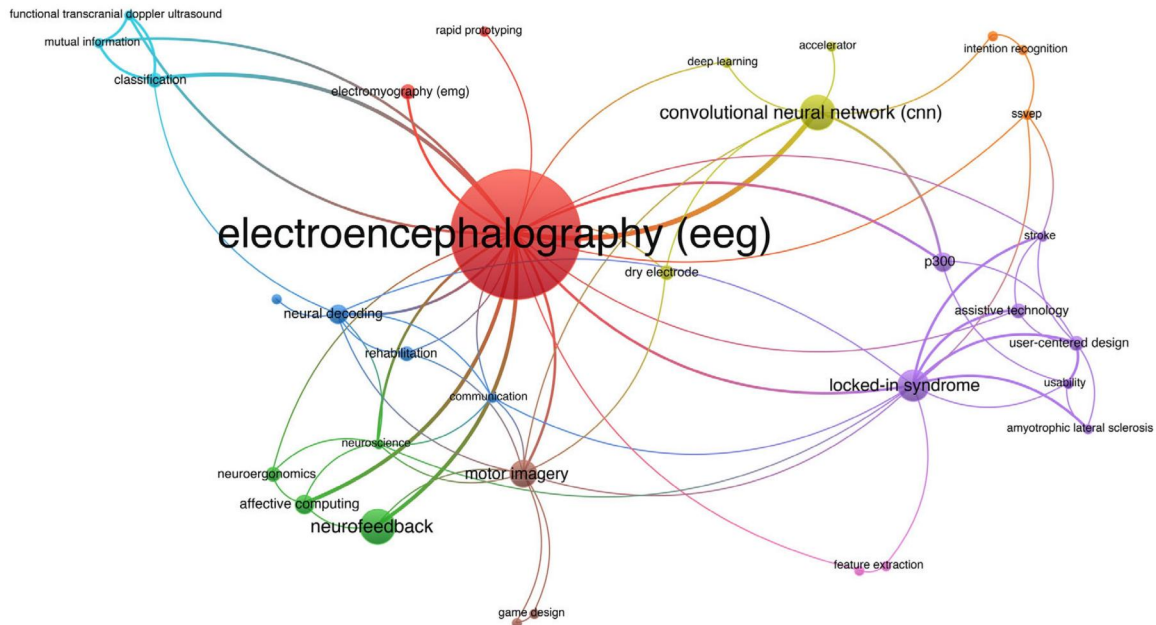 functional transcranial doppler ultrasound
mutual information
classification
rapid prototyping
electromyography (emg)
deep learning
accelerator
intention recognition
convolutional neural network (cnn)
ssvep
electroencephalography (eeg)
stroke
p300
dry electrode
neural decoding
assistive technology
rehabilitation
user-centered design
locked-in syndrome
usability
communication
amyotrophic lateral sclerosis
neuroscience
neuroergonomics
motor imagery
affective computing
neurofeedback
feature extraction
game design